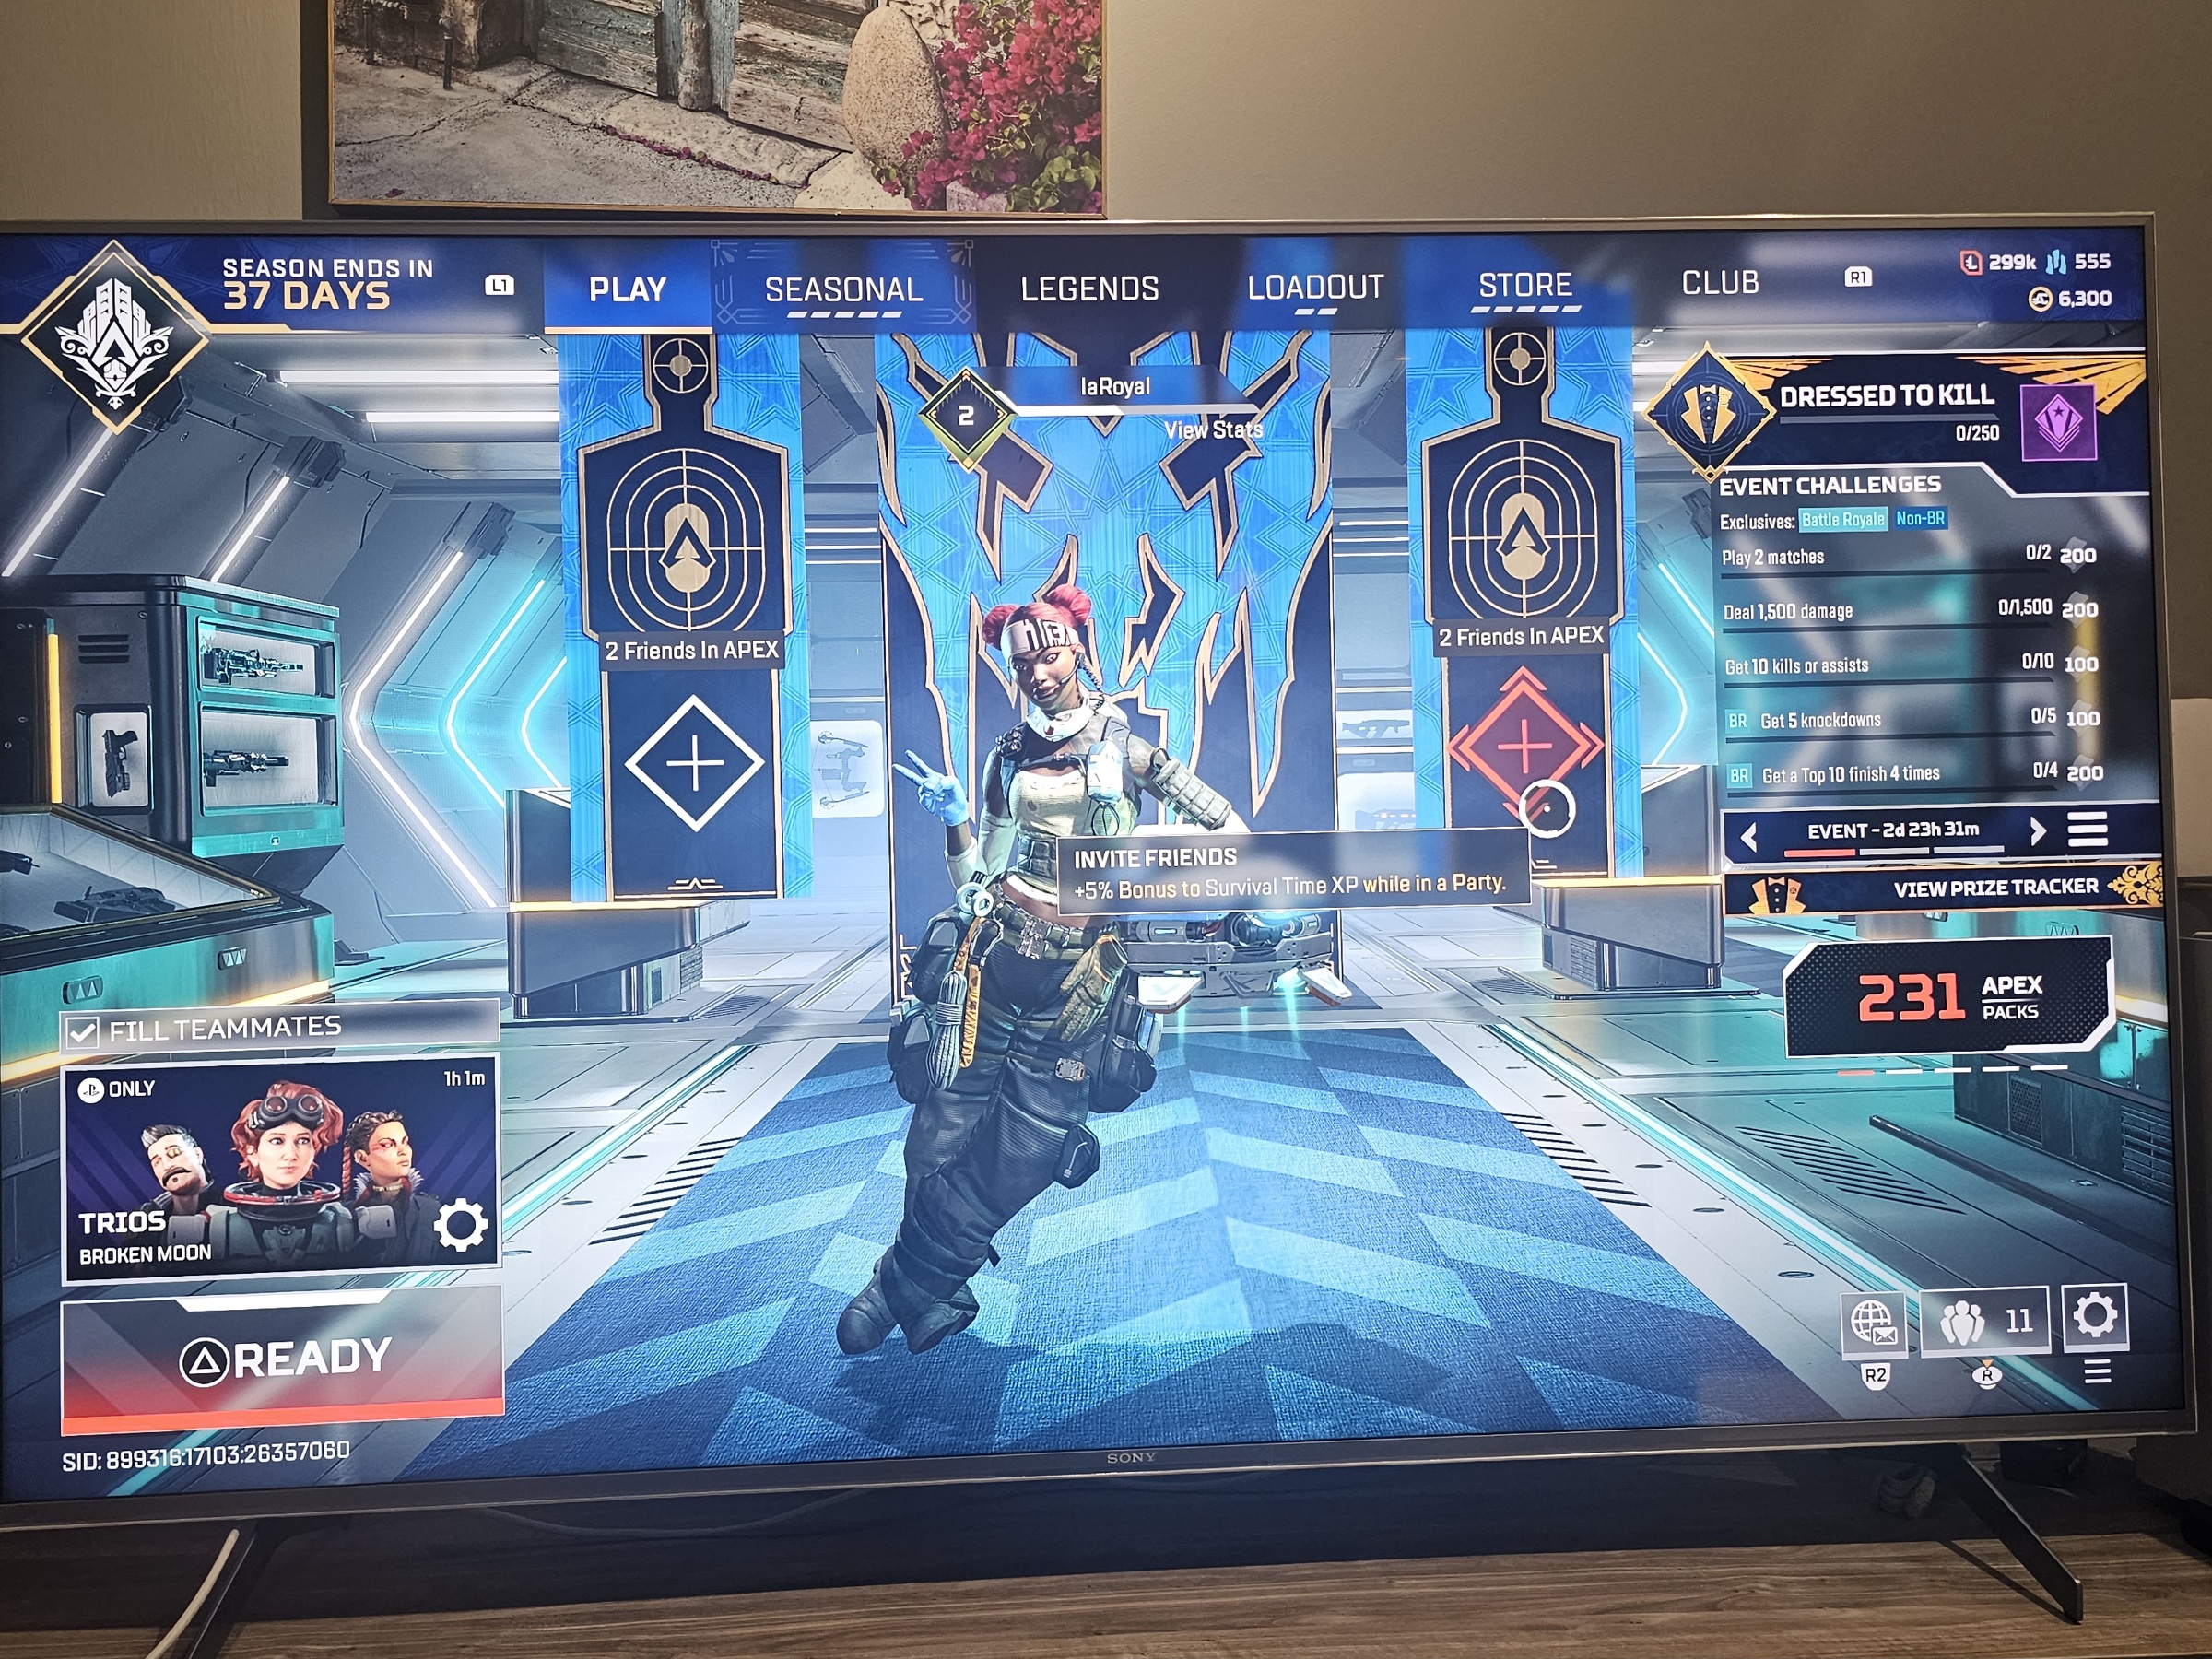 SEASON ENDS IN
37 DAYS
L1
PLAY
SEASONAL
LEGENDS
LOADOUT
STORE
CLUB
R1
299k
555
6,300
2
laRoyal
View Stats
DRESSED TO KILL
0/250
EVENT CHALLENGES
Exclusives: Battle Royale Non-BR
Play 2 matches 0/2 200
Deal 1,500 damage 0/1,500 200
Get 10 kills or assists 0/10 100
BR Get 5 knockdowns 0/5 100
BR Get a Top 10 finish 4 times 0/4 200
EVENT - 2d 23h 31m
VIEW PRIZE TRACKER
2 Friends In APEX
2 Friends In APEX
INVITE FRIENDS
+5% Bonus to Survival Time XP while in a Party.
231 APEX
PACKS
FILL TEAMMATES
ONLY
1h 1m
TRIOS
BROKEN MOON
READY
11
R2
R
SID: 899316:17103:26357060
SONY